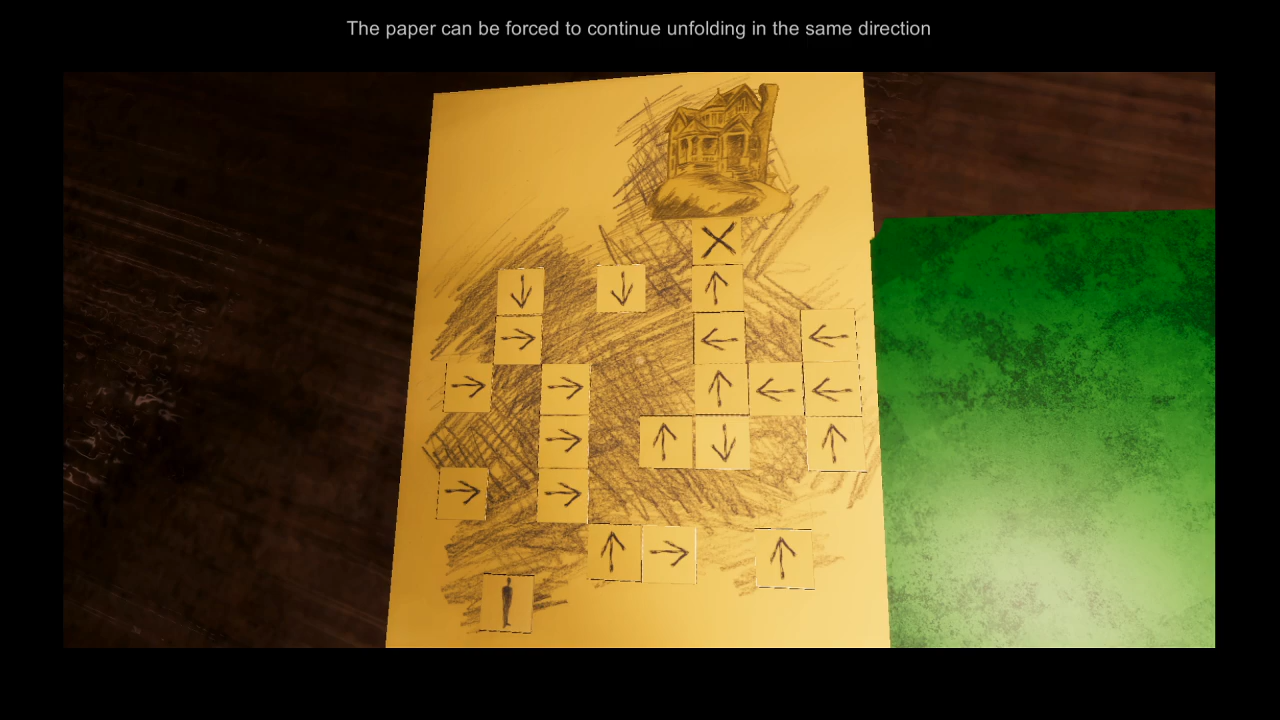 The paper can be forced to continue unfolding in the same direction